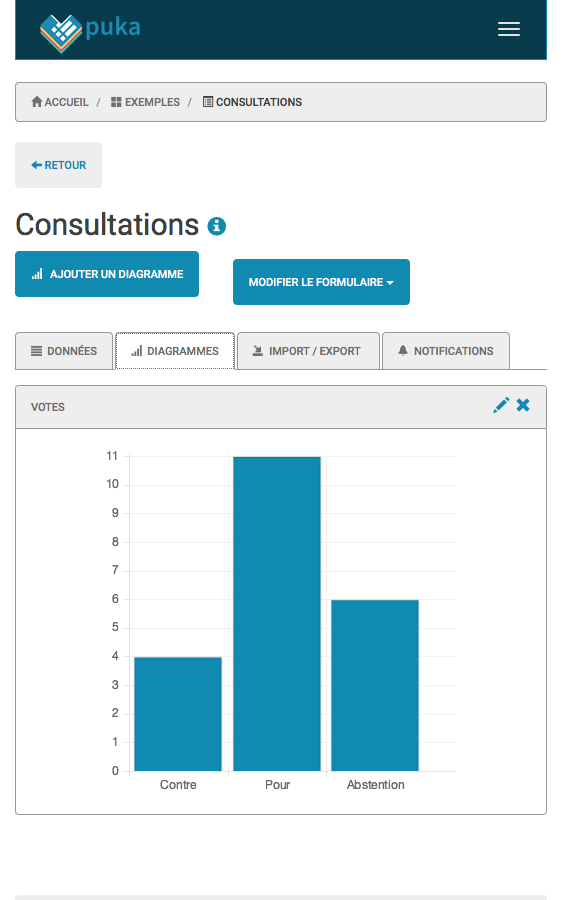 puka
ACCUEIL / EXEMPLES / CONSULTATIONS
RETOUR
Consultations
AJOUTER UN DIAGRAMME
MODIFIER LE FORMULAIRE
DONNÉES
DIAGRAMMES
IMPORT / EXPORT
NOTIFICATIONS
VOTES
11
10
9
8
7
6
5
4
3
2
1
0
Contre
Pour
Abstention